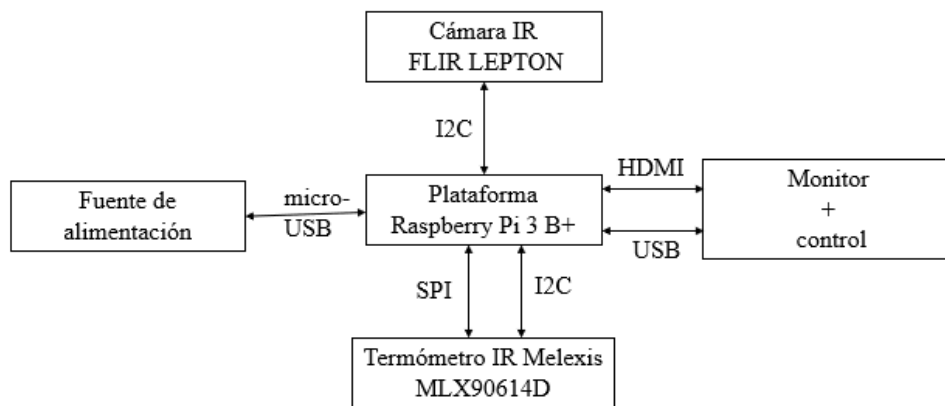 Cámara IR
FLIR LEPTON
I2C
HDMI
Fuente de
alimentación
micro-
USB
Plataforma
Raspberry Pi 3 B+
Monitor
+
control
USB
SPI
I2C
Termómetro IR Melexis
MLX90614D